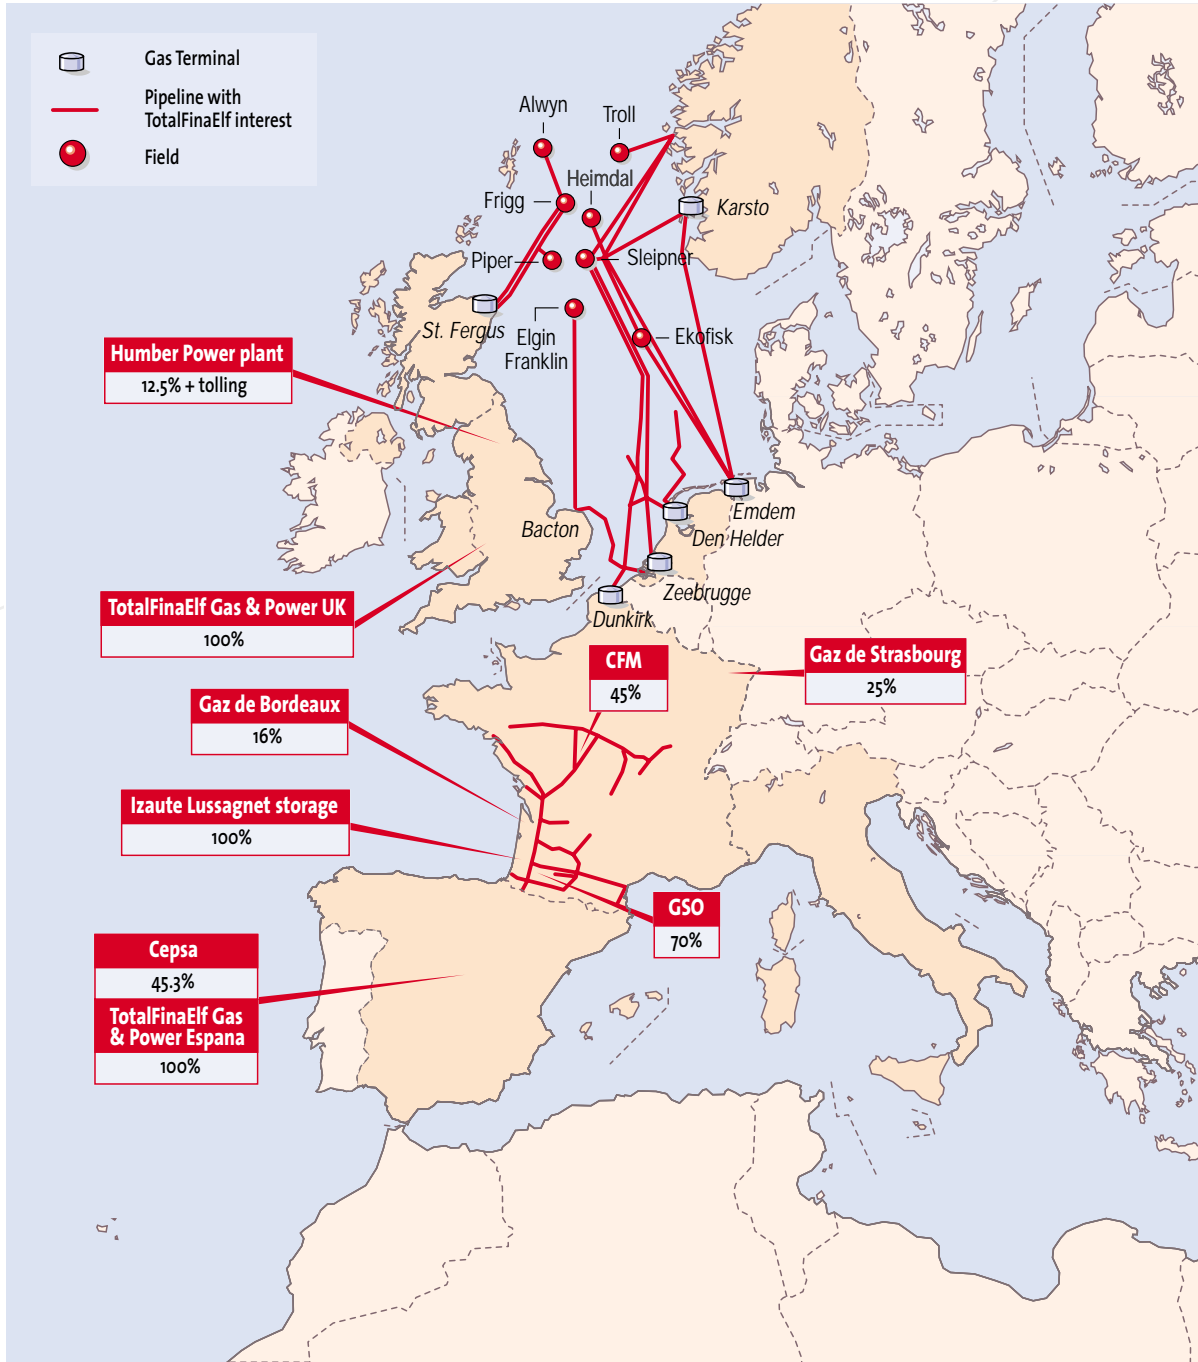 Gas Terminal
Pipeline with
TotalFinaElf interest
Field
Alwyn
Troll
Heimdal
Frigg
Karsto
Piper
Sleipner
St. Fergus
Elgin
Franklin
Ekofisk
Humber Power plant
12.5% + tolling
Bacton
Emdem
Den Helder
Zeebrugge
Dunkirk
TotalFinaElf Gas & Power UK
100%
CFM
45%
Gaz de Strasbourg
25%
Gaz de Bordeaux
16%
Izaute Lussagnet storage
100%
GSO
70%
Cepsa
45.3%
TotalFinaElf Gas
& Power Espana
100%